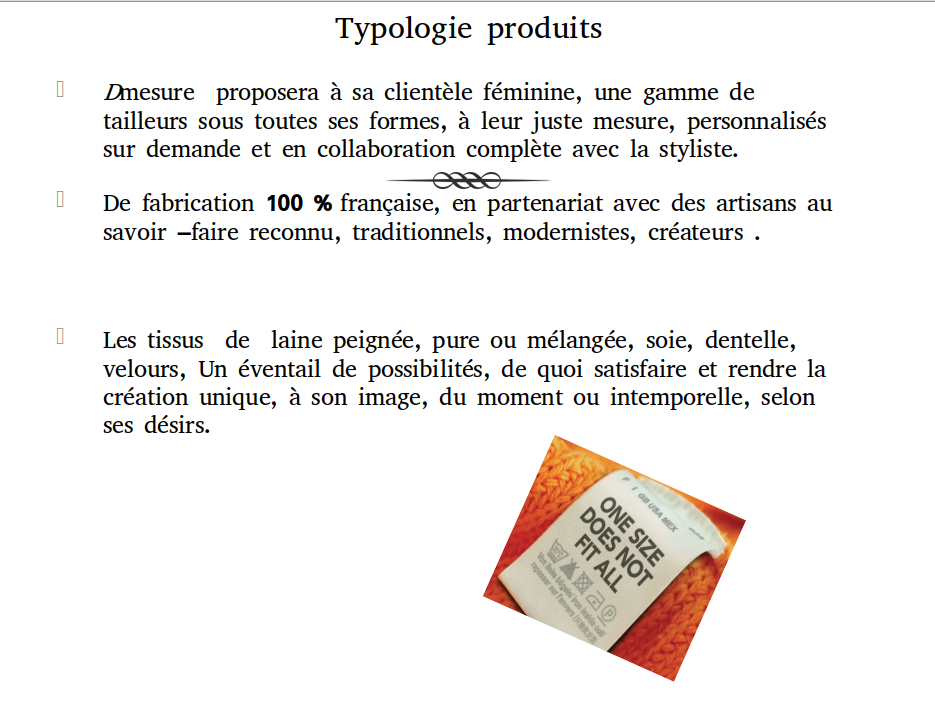 Typologie produits
Dmesure proposera à sa clientèle féminine, une gamme de
tailleurs sous toutes ses formes, à leur juste mesure, personnalisés
sur demande et en collaboration complète avec la styliste.
De fabrication 100 % française, en partenariat avec des artisans au
savoir –faire reconnu, traditionnels, modernistes, créateurs .
Les tissus de laine peignée, pure ou mélangée, soie, dentelle,
velours, Un éventail de possibilités, de quoi satisfaire et rendre la
création unique, à son image, du moment ou intemporelle, selon
ses désirs.
GB USA MEX
ONE SIZE
DOES NOT
FIT ALL